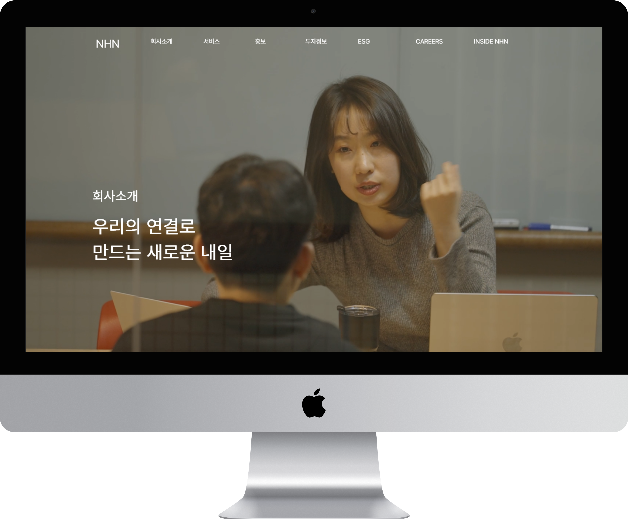 NHN
회사소개
서비스
홍보
투자정보
ESG
CAREERS
INSIDE NHN
회사소개
우리의 연결로
만드는 새로운 내일